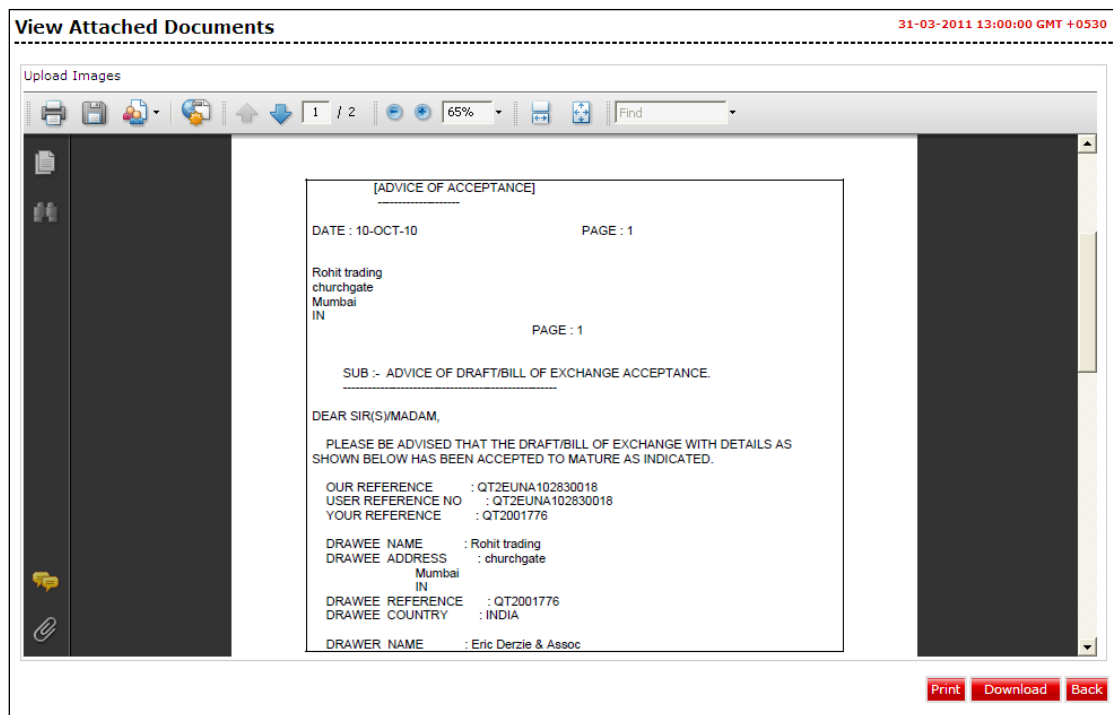 View Attached Documents
31-03-2011 13:00:00 GMT +0530
Upload Images
1 / 2 65% Find
[ADVICE OF ACCEPTANCE]
--------------------
DATE : 10-OCT-10 PAGE : 1
Rohit trading
churchgate
Mumbai
IN
PAGE : 1
SUB :- ADVICE OF DRAFT/BILL OF EXCHANGE ACCEPTANCE.
----------------------------------------------------
DEAR SIR(S)/MADAM,
PLEASE BE ADVISED THAT THE DRAFT/BILL OF EXCHANGE WITH DETAILS AS
SHOWN BELOW HAS BEEN ACCEPTED TO MATURE AS INDICATED.
OUR REFERENCE : QT2EUNA102830018
USER REFERENCE NO : QT2EUNA102830018
YOUR REFERENCE : QT2001776
DRAWEE NAME : Rohit trading
DRAWEE ADDRESS : churchgate
Mumbai
IN
DRAWEE REFERENCE : QT2001776
DRAWEE COUNTRY : INDIA
DRAWER NAME : Eric Derzie & Assoc
Print Download Back